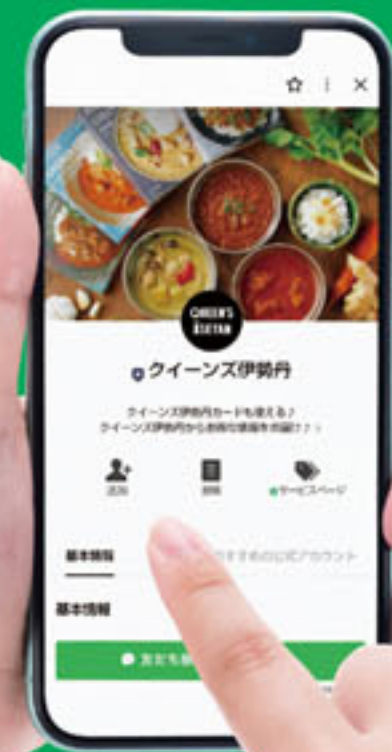 QUEEN'S
ISETAN
クイーンズ伊勢丹
クイーンズ伊勢丹カードも使える♪
クイーンズ伊勢丹からお得な情報をお届け♪
追加
投稿
サービスページ
基本情報
おすすめの公式アカウント
基本情報
友だち